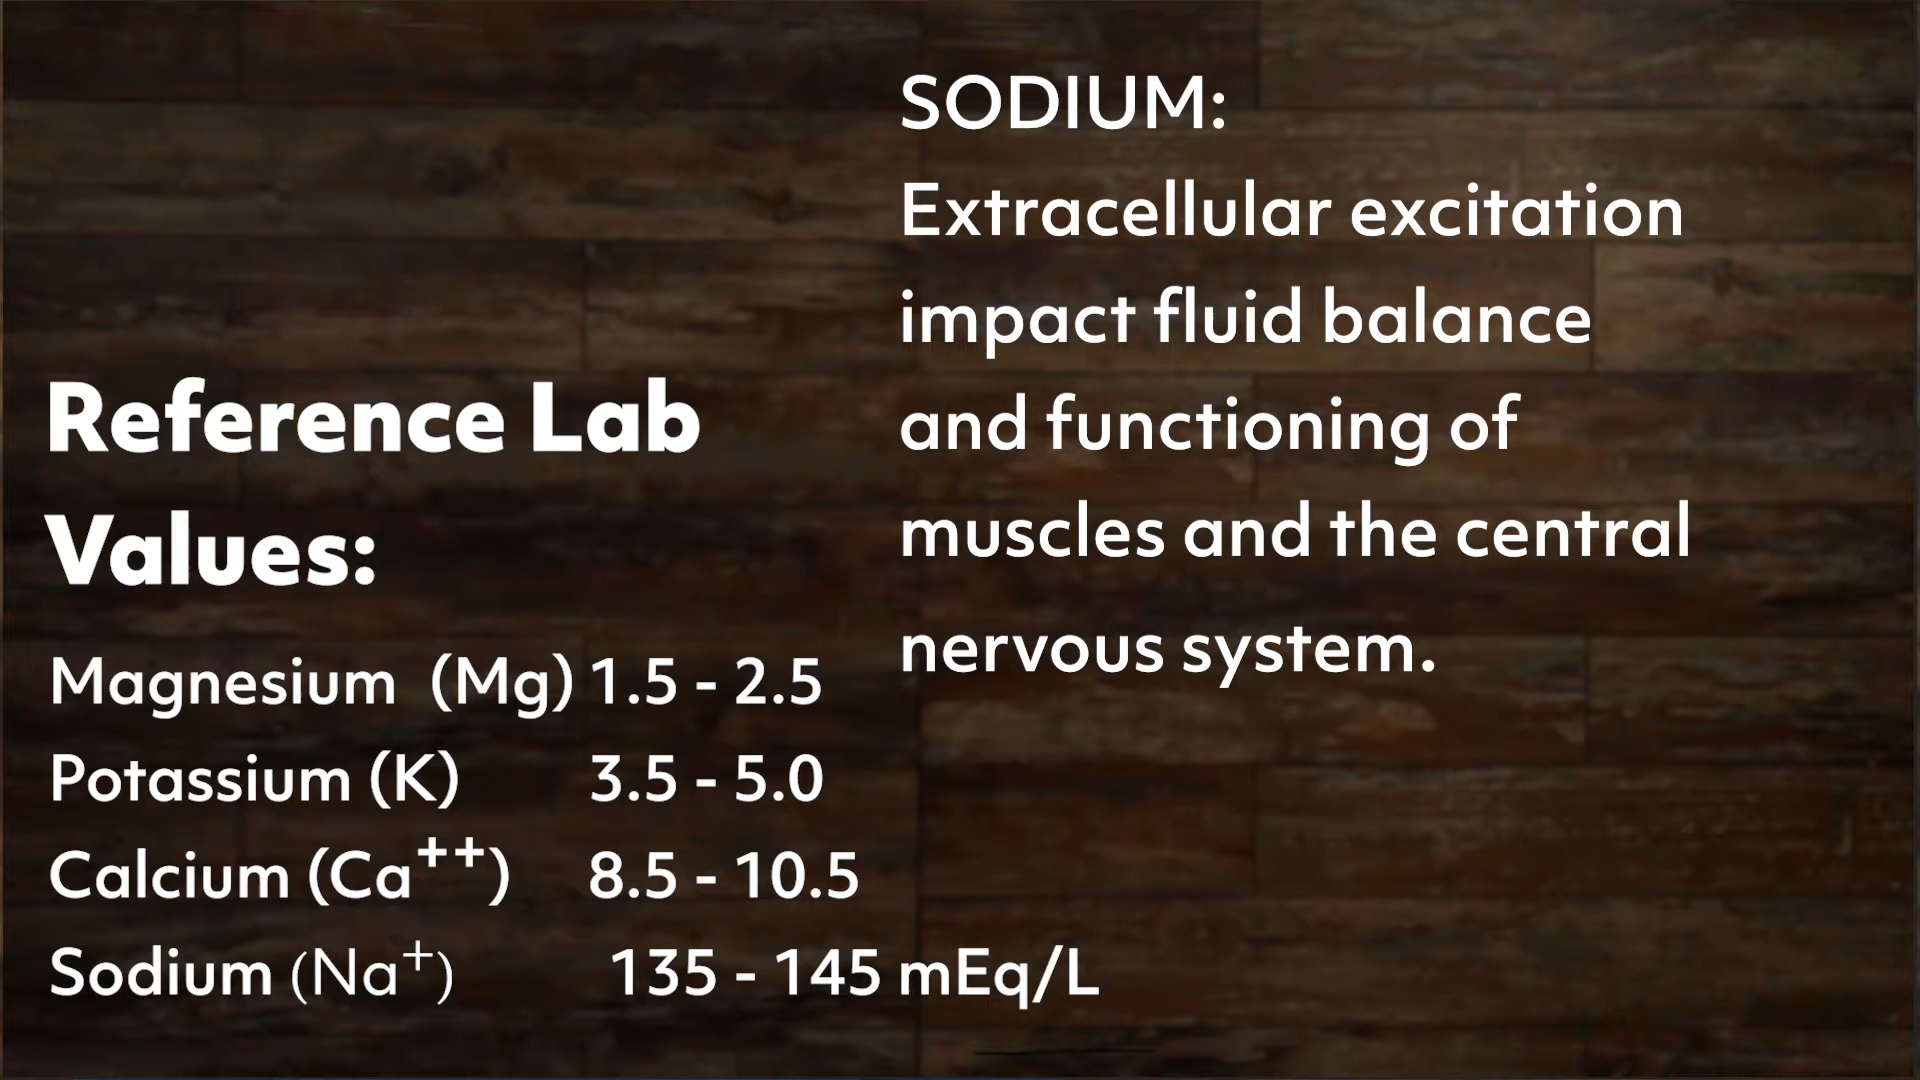 SODIUM:
Extracellular excitation
impact fluid balance
and functioning of
muscles and the central
nervous system.
Reference Lab
Values:
Magnesium (Mg) 1.5 - 2.5
Potassium (K) 3.5 - 5.0
Calcium (Ca⁺⁺) 8.5 - 10.5
Sodium (Na⁺) 135 - 145 mEq/L